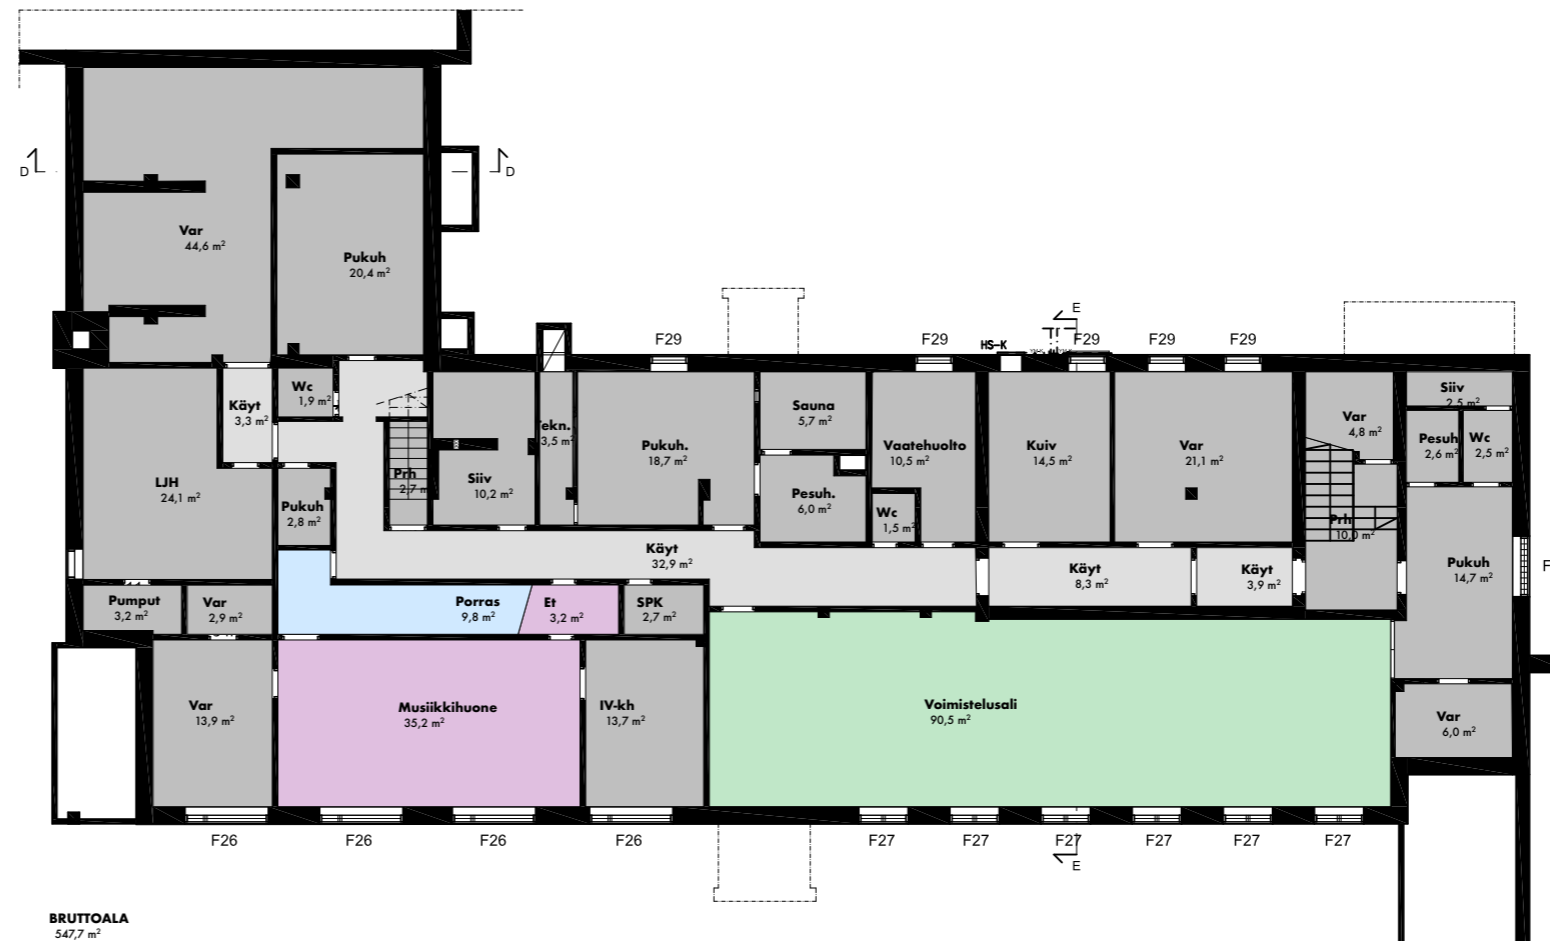 D
D
Var
44,6 m²
Pukuh
20,4 m²
E
F29
F29
HS-K
F29
F29
F29
Wc
1,9 m²
Käyt
3,3 m²
Prh
2,7 m
LJH
24,1 m²
Pukuh
2,8 m²
Siiv
10,2 m²
ekn.
3,5 m²
Pukuh.
18,7 m²
Sauna
5,7 m²
Pesuh.
6,0 m²
Vaatehuolto
10,5 m²
Wc
1,5 m²
Kuiv
14,5 m²
Var
21,1 m²
Var
4,8 m²
Siiv
2,5 m²
Pesuh
2,6 m²
Wc
2,5 m²
Prh
10,0 m²
Pukuh
14,7 m²
F
Käyt
32,9 m²
Käyt
8,3 m²
Käyt
3,9 m²
Pumput
3,2 m²
Var
2,9 m²
Porras
9,8 m²
Et
3,2 m²
SPK
2,7 m²
Var
13,9 m²
Musiikkihuone
35,2 m²
IV-kh
13,7 m²
Voimistelusali
90,5 m²
Var
6,0 m²
F26
F26
F26
F26
F27
F27
F27
F27
F27
F27
E
BRUTTOALA
547,7 m²